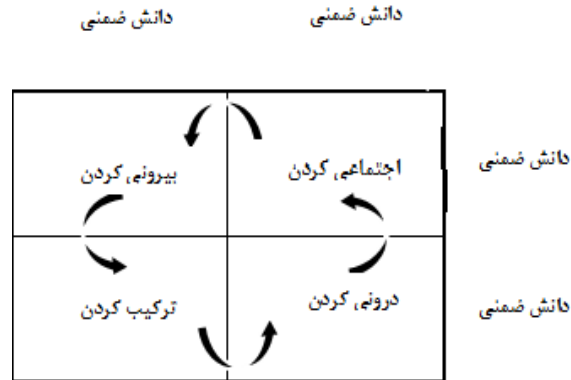 دانش ضمنی
دانش ضمنی
اجتماعی کردن
بیرونی کردن
دانش ضمنی
درونی کردن
ترکیب کردن
دانش ضمنی